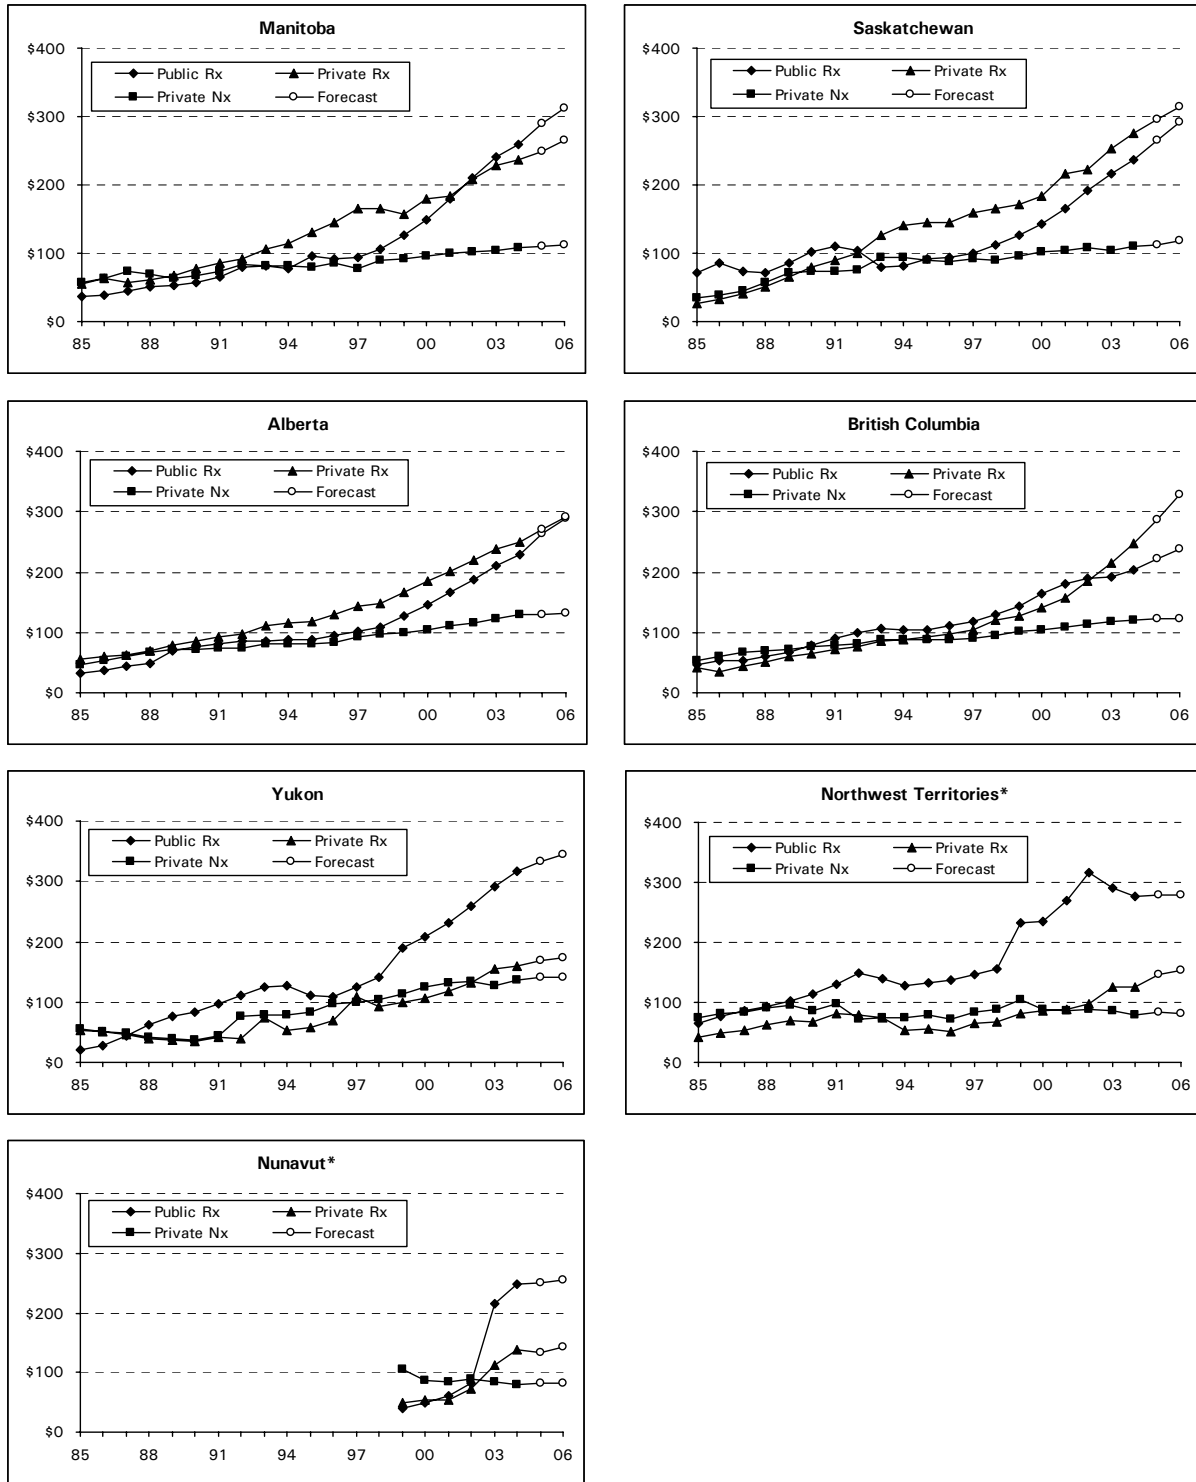 Manitoba
$400
$300
$200
$100
$0
Public Rx Private Rx
Private Nx Forecast
85 88 91 94 97 00 03 06
Saskatchewan
$400
$300
$200
$100
$0
Public Rx Private Rx
Private Nx Forecast
85 88 91 94 97 00 03 06
Alberta
$400
$300
$200
$100
$0
Public Rx Private Rx
Private Nx Forecast
85 88 91 94 97 00 03 06
British Columbia
$400
$300
$200
$100
$0
Public Rx Private Rx
Private Nx Forecast
85 88 91 94 97 00 03 06
Yukon
$400
$300
$200
$100
$0
Public Rx Private Rx
Private Nx Forecast
85 88 91 94 97 00 03 06
Northwest Territories*
$400
$300
$200
$100
$0
Public Rx Private Rx
Private Nx Forecast
85 88 91 94 97 00 03 06
Nunavut*
$400
$300
$200
$100
$0
Public Rx Private Rx
Private Nx Forecast
85 88 91 94 97 00 03 06